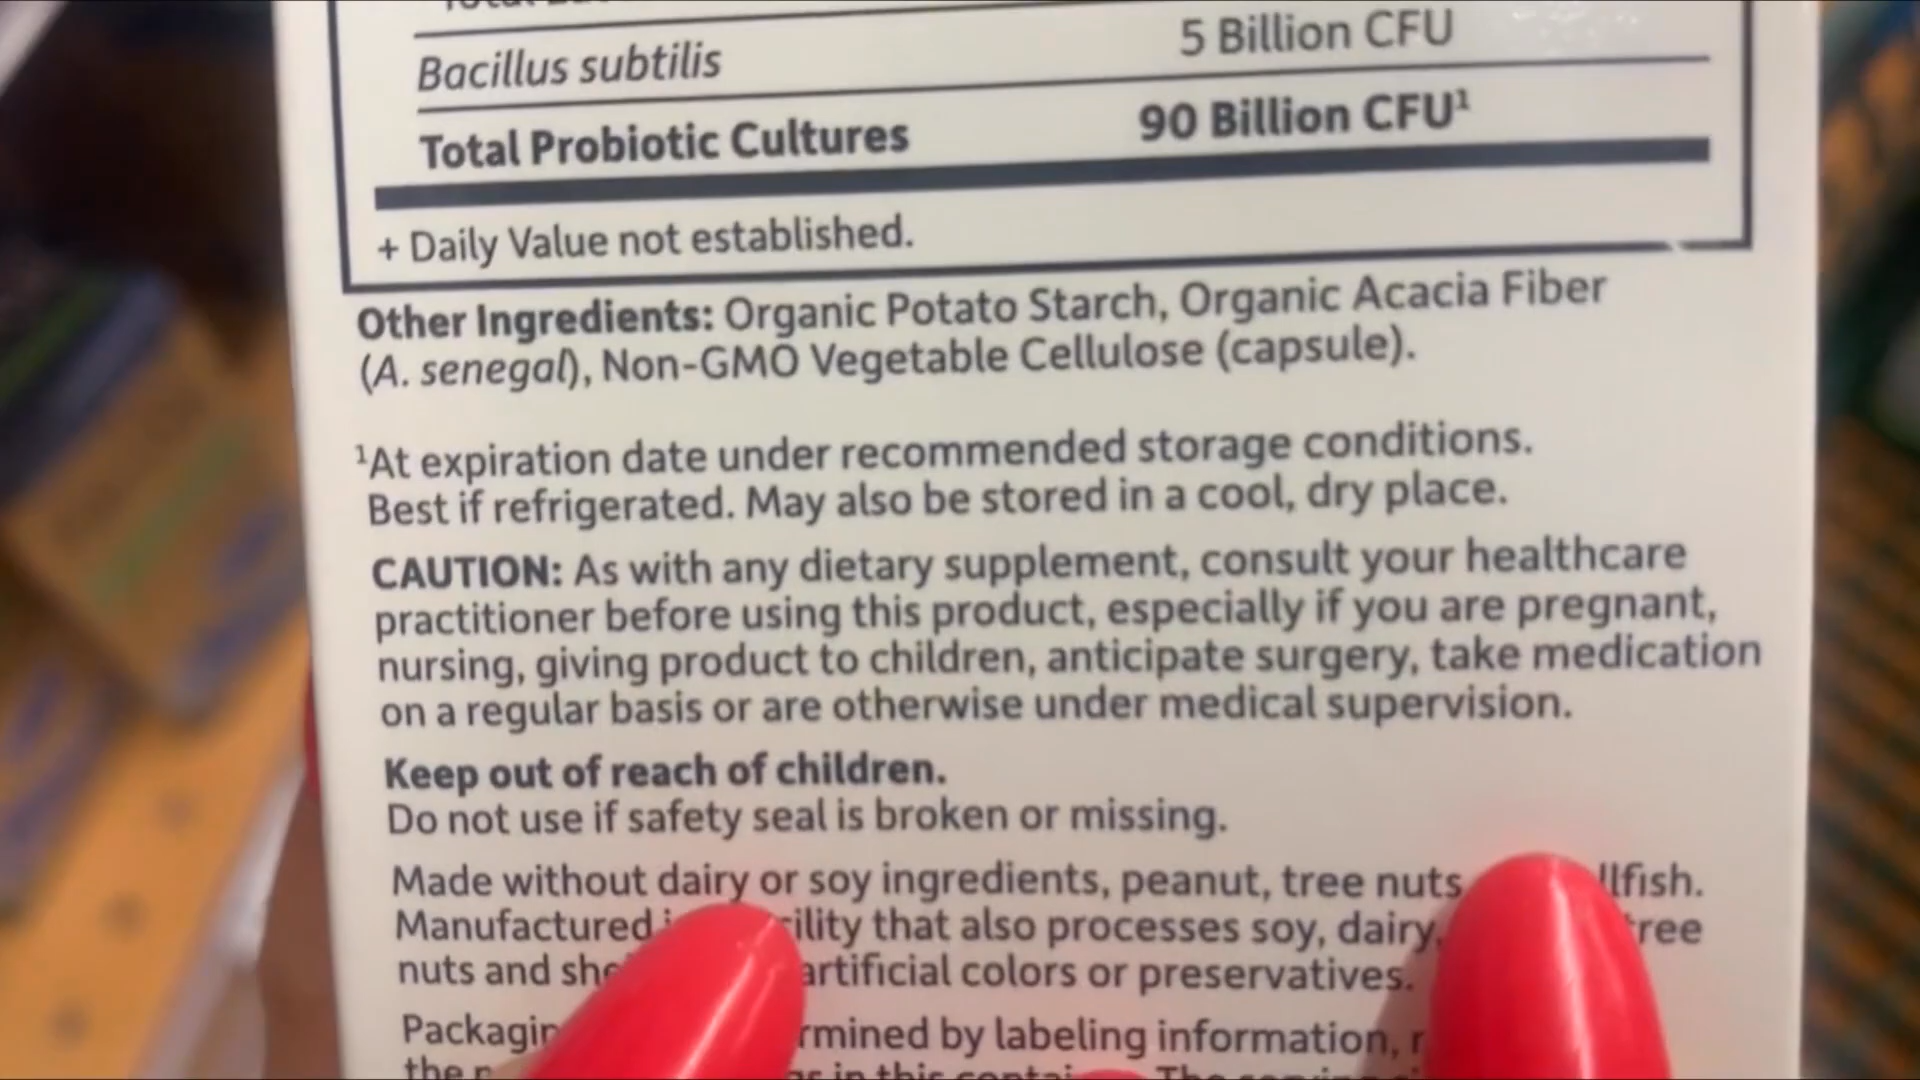 Bacillus subtilis 5 Billion CFU
Total Probiotic Cultures 90 Billion CFU¹
+ Daily Value not established.
Other Ingredients: Organic Potato Starch, Organic Acacia Fiber
(A. senegal), Non-GMO Vegetable Cellulose (capsule).
¹At expiration date under recommended storage conditions.
Best if refrigerated. May also be stored in a cool, dry place.
CAUTION: As with any dietary supplement, consult your healthcare
practitioner before using this product, especially if you are pregnant,
nursing, giving product to children, anticipate surgery, take medication
on a regular basis or are otherwise under medical supervision.
Keep out of reach of children.
Do not use if safety seal is broken or missing.
Made without dairy or soy ingredients, peanut, tree nuts
Manufactured that also processes soy, dairy, tree
nuts and artificial colors or preservatives.
by labeling information,
the in this